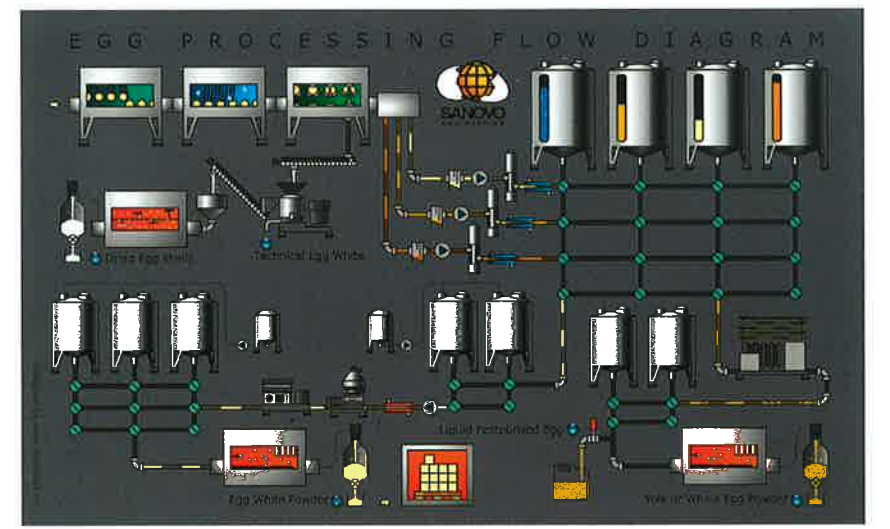 EGG PROCESSING FLOW DIAGRAM
SANOVO
Dried Egg Shells
Technical Egg White
Liquid Pasteurised Egg
Egg White Powder
Yolk or Whole Egg Powder